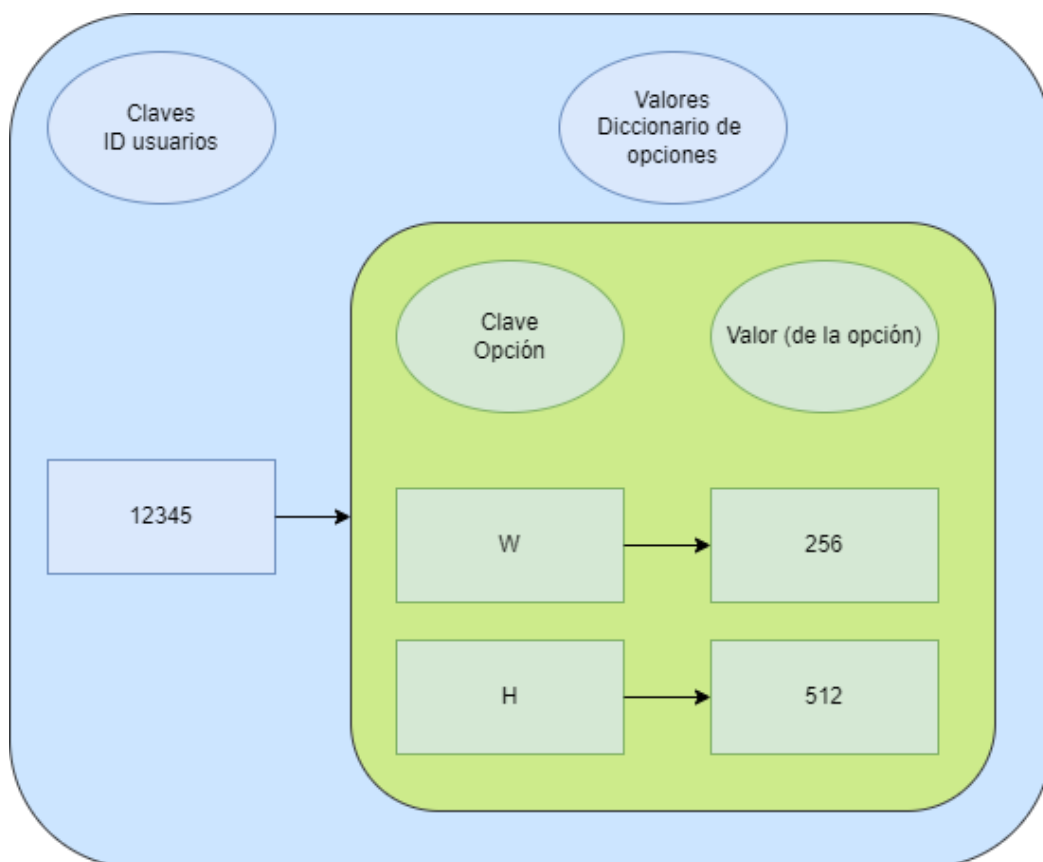 Claves
ID usuarios
Valores
Diccionario de
opciones
Clave
Opción
Valor (de la opción)
12345
W
256
H
512